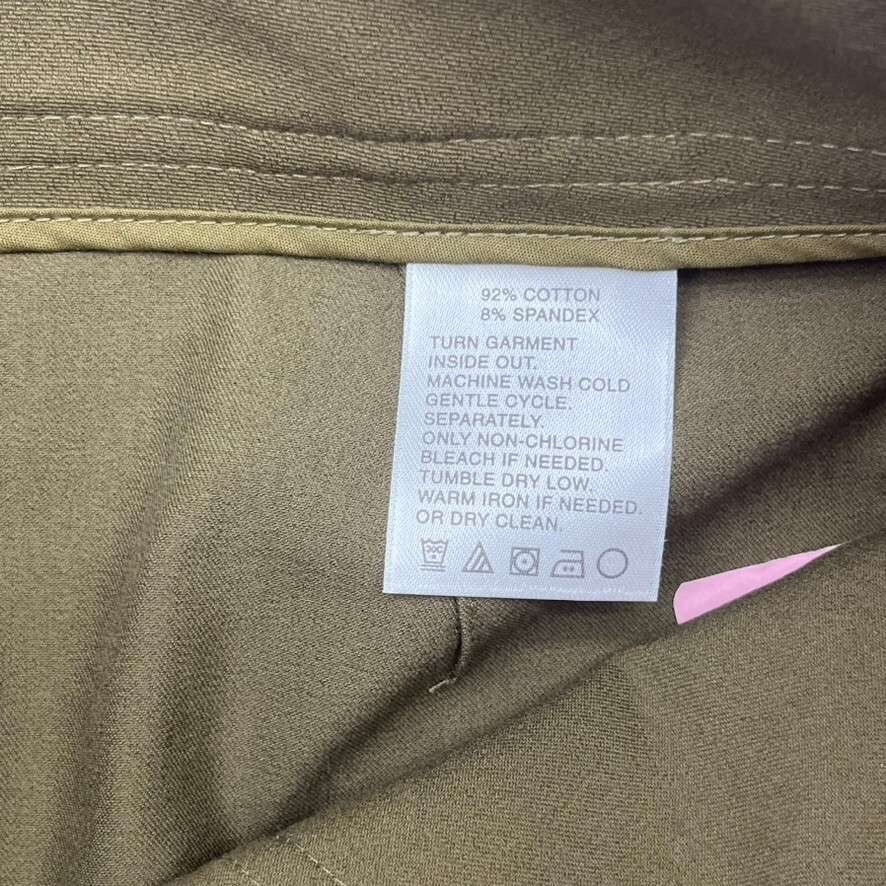 92% COTTON
8% SPANDEX
TURN GARMENT
INSIDE OUT.
MACHINE WASH COLD
GENTLE CYCLE.
SEPARATELY.
ONLY NON-CHLORINE
BLEACH IF NEEDED.
TUMBLE DRY LOW.
WARM IRON IF NEEDED.
OR DRY CLEAN.
30C